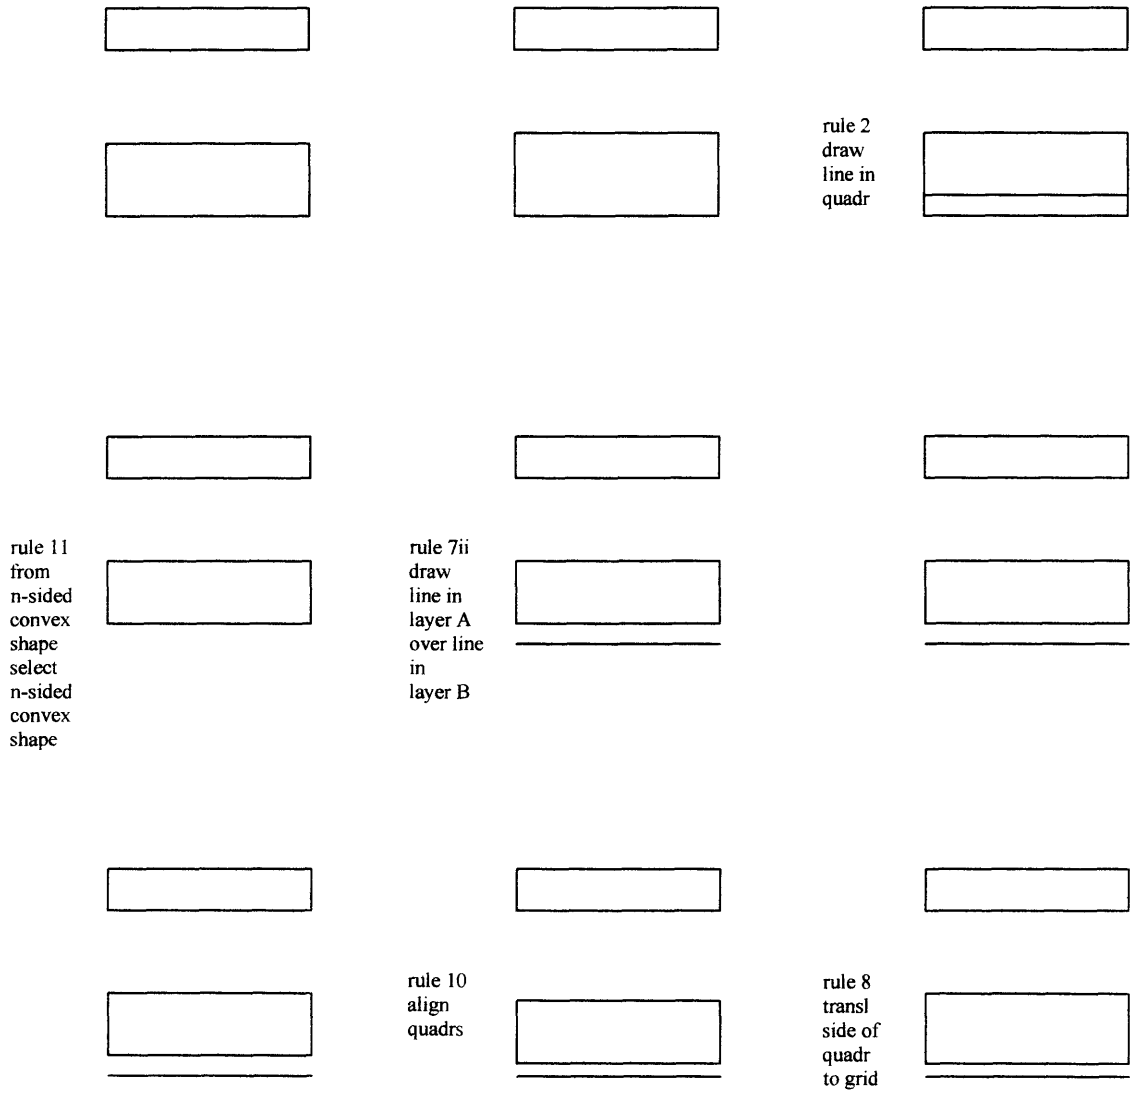 rule 2
draw
line in
quadr
rule 11
from
n-sided
convex
shape
select
n-sided
convex
shape
rule 7ii
draw
line in
layer A
over line
in
layer B
rule 10
align
quadrs
rule 8
transl
side of
quadr
to grid